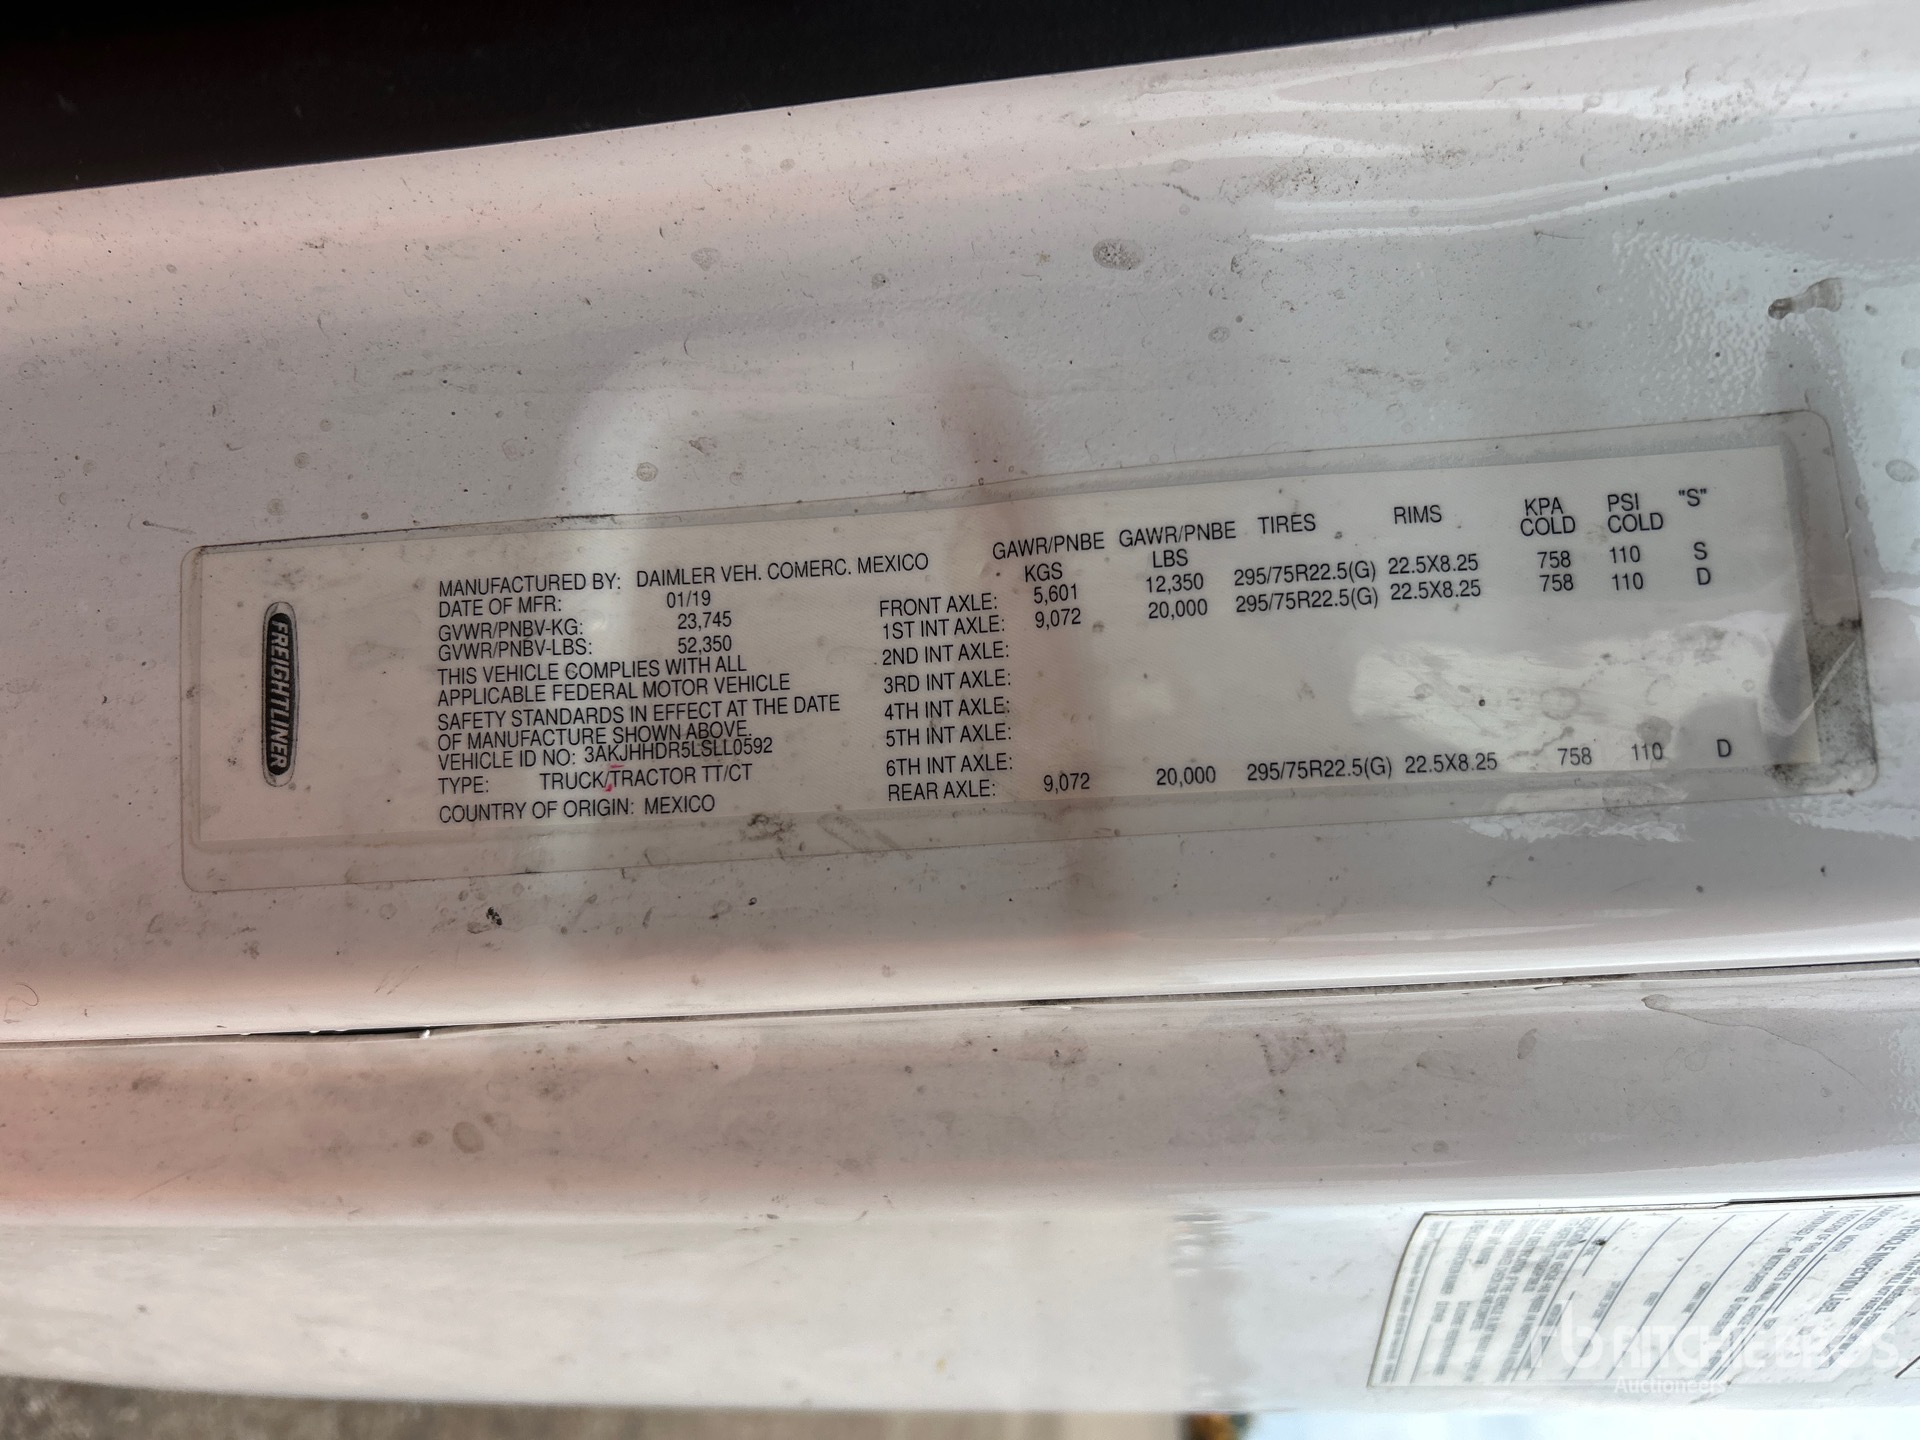 FREIGHTLINER
MANUFACTURED BY: DAIMLER VEH. COMERC. MEXICO
DATE OF MFR: 01/19
GVWR/PNBV-KG: 23,745
GVWR/PNBV-LBS: 52,350
THIS VEHICLE COMPLIES WITH ALL
APPLICABLE FEDERAL MOTOR VEHICLE
SAFETY STANDARDS IN EFFECT AT THE DATE
OF MANUFACTURE SHOWN ABOVE.
VEHICLE ID NO: 3AKJHHDR5LSLL0592
TYPE: TRUCK/TRACTOR TT/CT
COUNTRY OF ORIGIN: MEXICO
GAWR/PNBE KGS GAWR/PNBE LBS TIRES RIMS KPA COLD PSI COLD "S"
FRONT AXLE: 5,601 12,350 295/75R22.5(G) 22.5X8.25 758 110 S
1ST INT AXLE: 9,072 20,000 295/75R22.5(G) 22.5X8.25 758 110 D
2ND INT AXLE:
3RD INT AXLE:
4TH INT AXLE:
5TH INT AXLE:
6TH INT AXLE:
REAR AXLE: 9,072 20,000 295/75R22.5(G) 22.5X8.25 758 110 D
VEHICLE INSPECTION LABEL
RITCHIE BROS.
Auctioneers